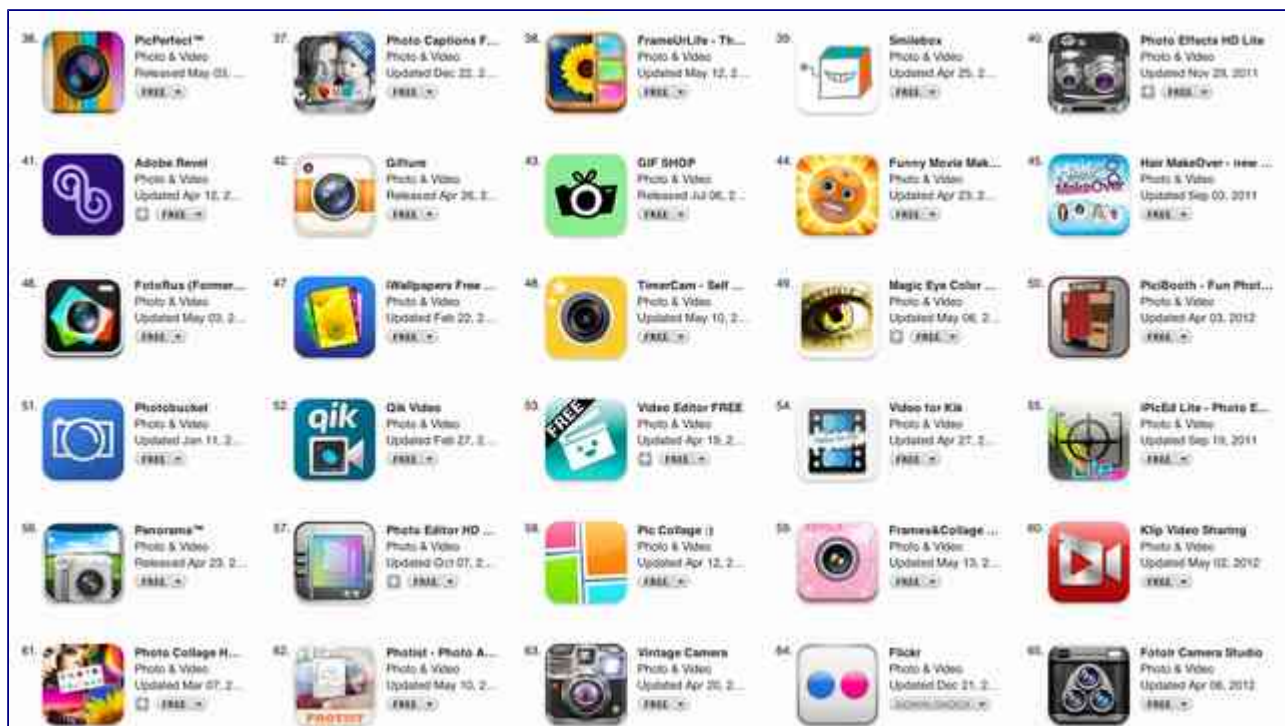 36.
PicPerfect™
Photo & Video
Released May 03, ...
FREE
37.
Photo Captions F...
Photo & Video
Updated Dec 22, 2...
FREE
38.
FrameUrLife - Th...
Photo & Video
Updated May 12, 2...
FREE
39.
Smilebox
Photo & Video
Updated Apr 25, 2...
FREE
40.
Photo Effects HD Lite
Photo & Video
Updated Nov 29, 2011
FREE
41.
Adobe Revel
Photo & Video
Updated Apr 12, 2...
FREE
42.
Gifture
Photo & Video
Released Apr 26, 2...
FREE
43.
GIF SHOP
Photo & Video
Released Jul 06, 2...
FREE
44.
Funny Movie Mak...
Photo & Video
Updated Apr 23, 2...
FREE
45.
MakeOver
Hair MakeOver - new ...
Photo & Video
Updated Sep 03, 2011
FREE
46.
FotoRus (Former...
Photo & Video
Updated May 03, 2...
FREE
47.
iWallpapers Free ...
Photo & Video
Updated Feb 22, 2...
FREE
48.
TimerCam - Self ...
Photo & Video
Updated May 10, 2...
FREE
49.
Magic Eye Color ...
Photo & Video
Updated May 06, 2...
FREE
50.
PiciBooth - Fun Phot...
Photo & Video
Updated Apr 03, 2012
FREE
51.
Photobucket
Photo & Video
Updated Jan 11, 2...
FREE
52.
qik
Qik Video
Photo & Video
Updated Feb 27, 2...
FREE
53.
FREE
Video Editor FREE
Photo & Video
Updated Apr 19, 2...
FREE
54.
Video for Kik
Photo & Video
Updated Apr 27, 2...
FREE
55.
Lite
iPicEd Lite - Photo E...
Photo & Video
Updated Sep 19, 2011
FREE
56.
Panorama™
Photo & Video
Released Apr 23, 2...
FREE
57.
Photo Editor HD ...
Photo & Video
Updated Oct 07, 2...
FREE
58.
Pic Collage :)
Photo & Video
Updated Apr 12, 2...
FREE
59.
Frames&Collage ...
Photo & Video
Updated May 13, 2...
FREE
60.
Klip Video Sharing
Photo & Video
Updated May 02, 2012
FREE
61.
Photo Collage H...
Photo & Video
Updated Mar 07, 2...
FREE
62.
PHOTIST
Photist - Photo A...
Photo & Video
Updated May 10, 2...
FREE
63.
Vintage Camera
Photo & Video
Updated Apr 20, 2...
FREE
64.
Flickr
Photo & Video
Updated Dec 21, 2...
DOWNLOADED
65.
Fotolr Camera Studio
Photo & Video
Updated Apr 06, 2012
FREE